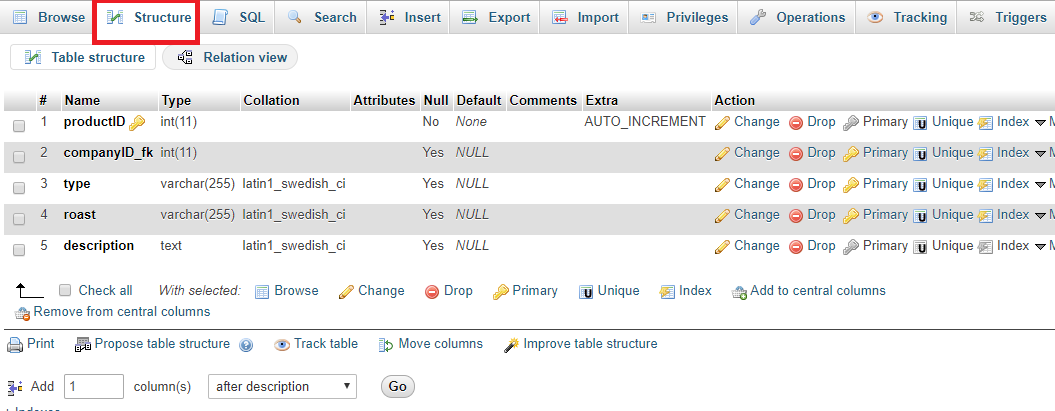 Browse Structure SQL Search Insert Export Import Privileges Operations Tracking Triggers
Table structure Relation view
# Name Type Collation Attributes Null Default Comments Extra Action
1 productID int(11) No None AUTO_INCREMENT Change Drop Primary Unique Index M
2 companyID_fk int(11) Yes NULL Change Drop Primary Unique Index M
3 type varchar(255) latin1_swedish_ci Yes NULL Change Drop Primary Unique Index M
4 roast varchar(255) latin1_swedish_ci Yes NULL Change Drop Primary Unique Index M
5 description text latin1_swedish_ci Yes NULL Change Drop Primary Unique Index M
Check all With selected: Browse Change Drop Primary Unique Index Add to central columns
Remove from central columns
Print Propose table structure Track table Move columns Improve table structure
Add 1 column(s) after description Go